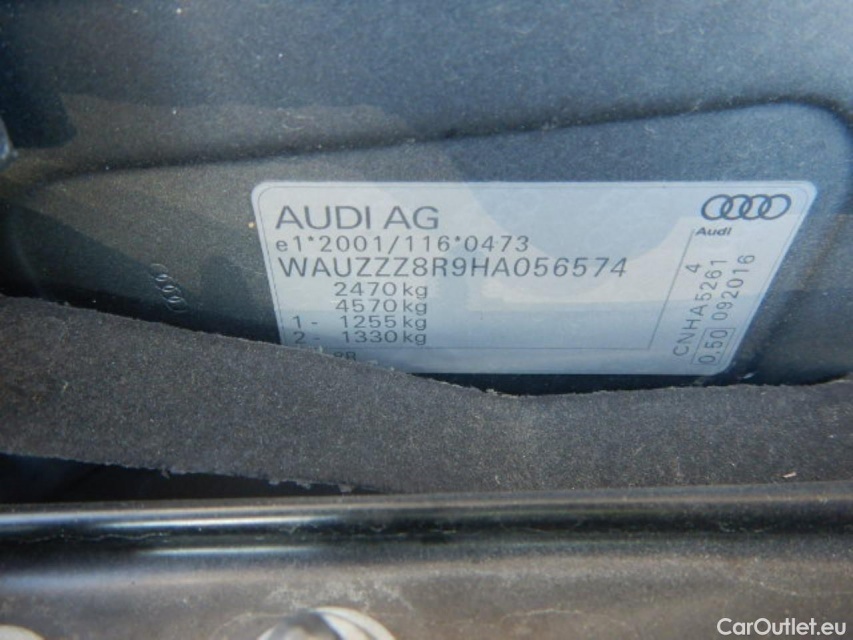 AUDI AG
e1*2001/116*0473
WAUZZZ8R9HA056574
2470 kg
4570 kg
1 - 1255 kg
2 - 1330 kg
8R
Audi
4
CNHA5261
0.50 092016
CarOutlet.eu